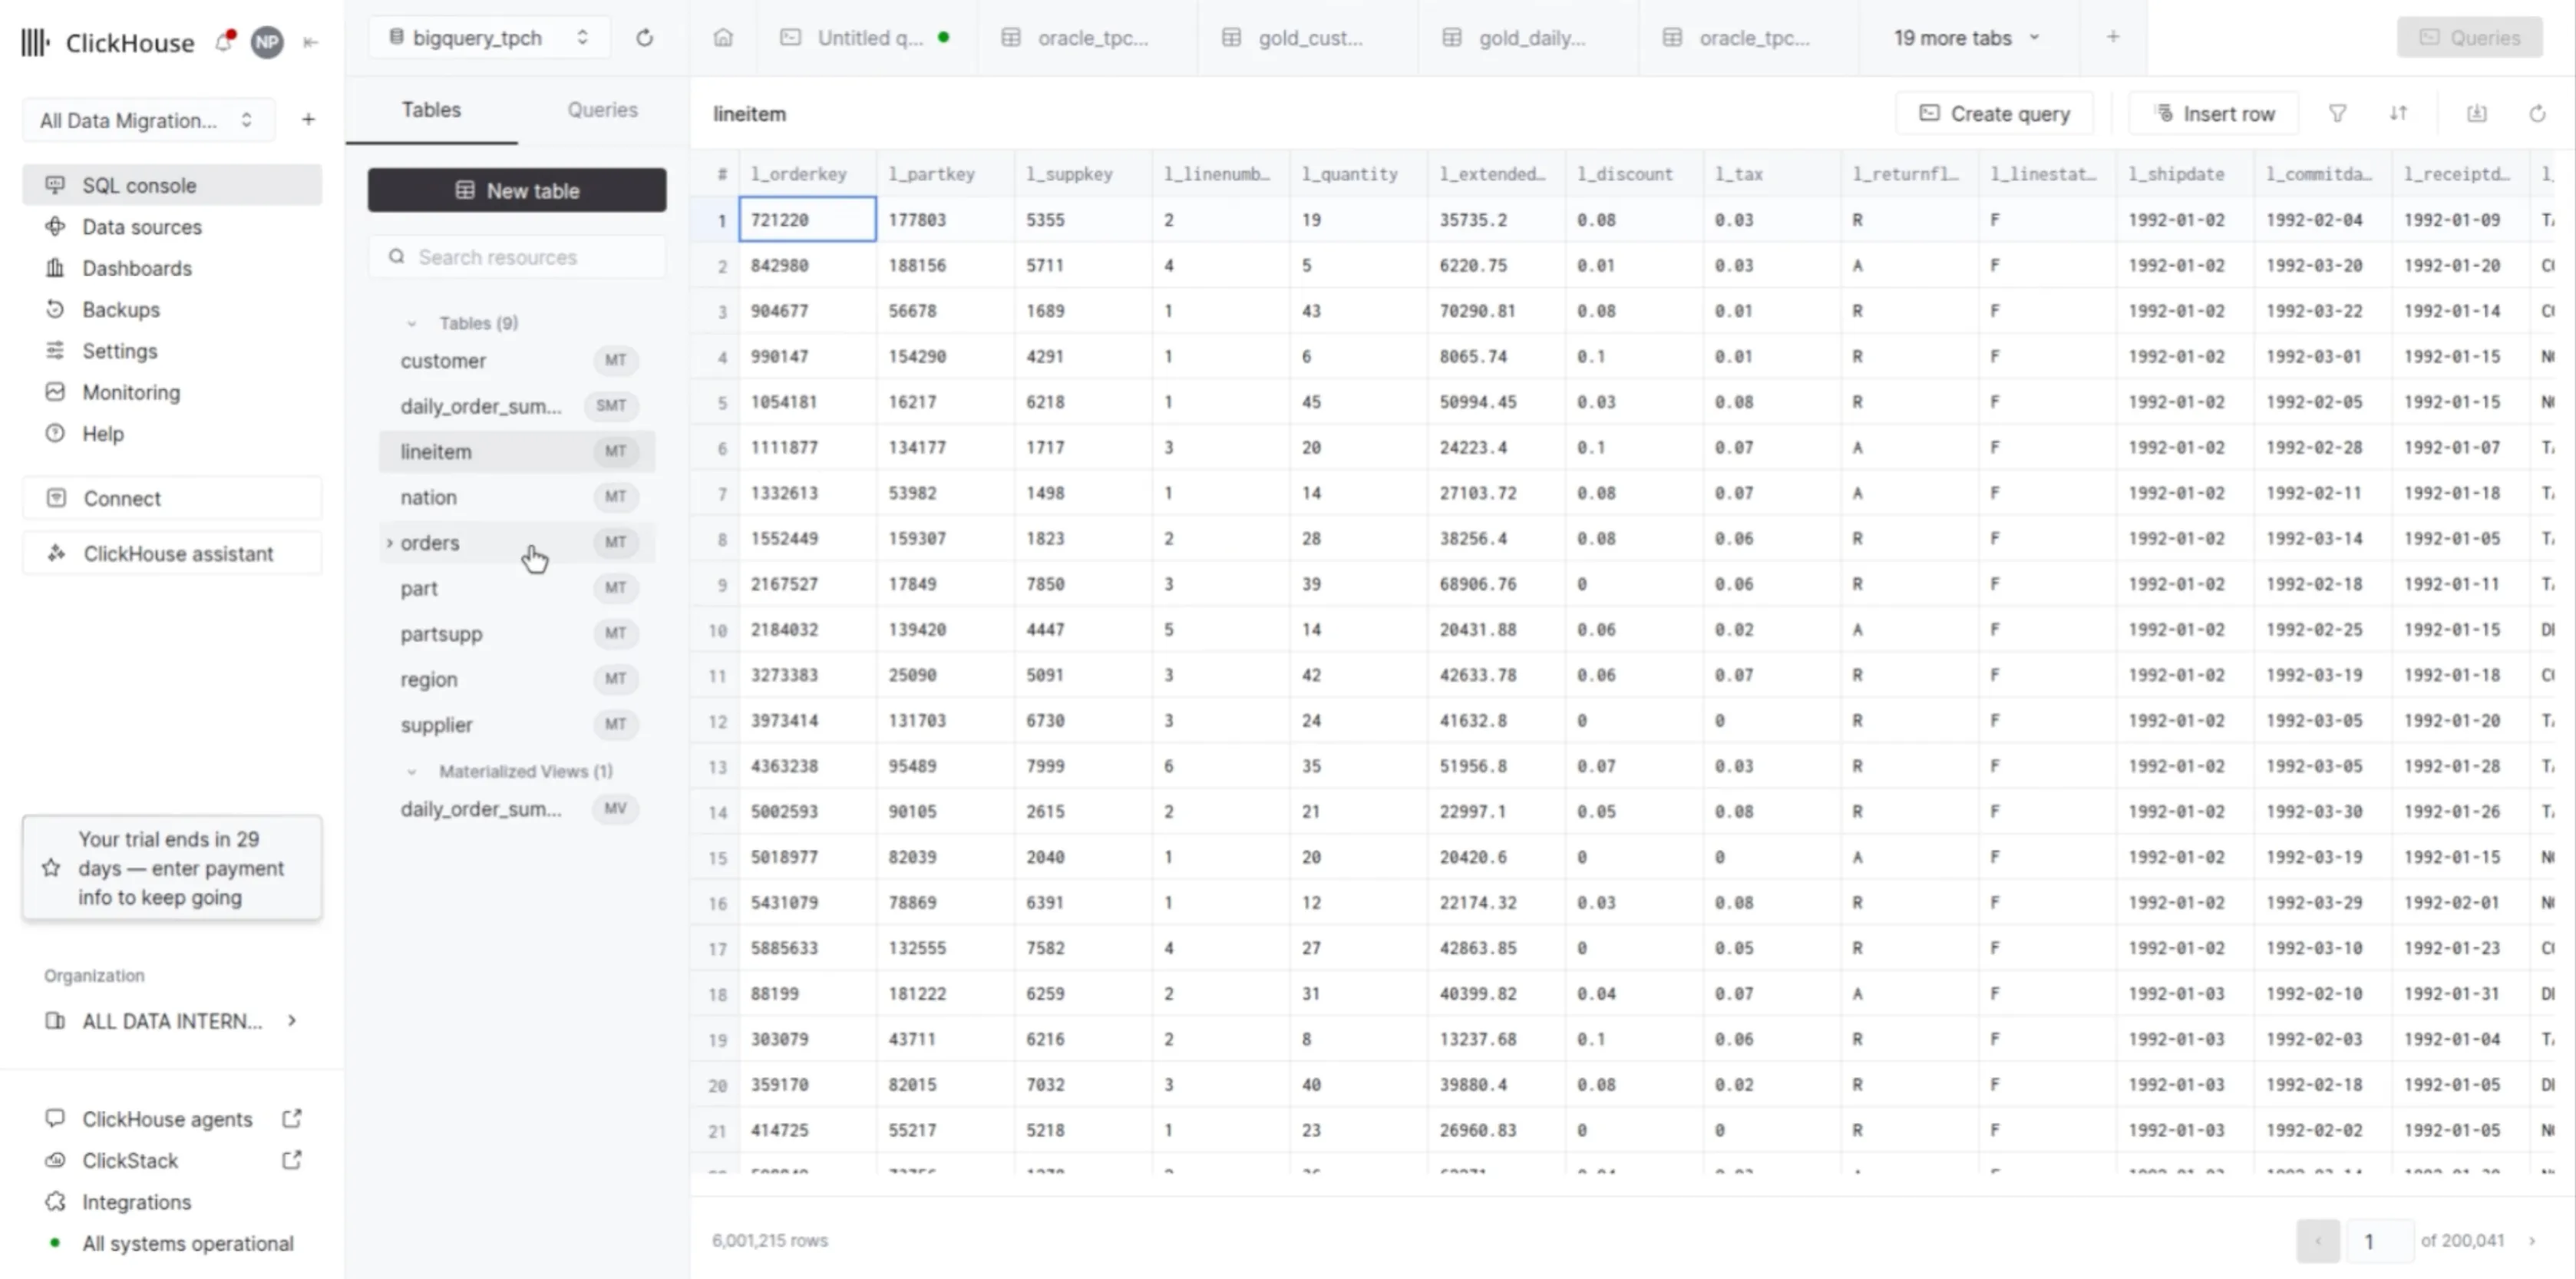 ClickHouse
NP
All Data Migration...
SQL console
Data sources
Dashboards
Backups
Settings
Monitoring
Help
Connect
ClickHouse assistant
Your trial ends in 29
days — enter payment
info to keep going
Organization
ALL DATA INTERN...
ClickHouse agents
ClickStack
Integrations
All systems operational
bigquery_tpch
Tables Queries
New table
Search resources
Tables (9)
customer MT
daily_order_sum... SMT
lineitem MT
nation MT
orders MT
part MT
partsupp MT
region MT
supplier MT
Materialized Views (1)
daily_order_sum... MV
Untitled q... oracle_tpc... gold_cust... gold_daily... oracle_tpc... 19 more tabs + Queries
lineitem Create query Insert row
# l_orderkey l_partkey l_suppkey l_linenumb… l_quantity l_extended… l_discount l_tax l_returnfl… l_linestat… l_shipdate l_commitda… l_receiptd… l_
1 721220 177803 5355 2 19 35735.2 0.08 0.03 R F 1992-01-02 1992-02-04 1992-01-09
2 842980 188156 5711 4 5 6220.75 0.01 0.03 A F 1992-01-02 1992-03-20 1992-01-20
3 904677 56678 1689 1 43 70290.81 0.08 0.01 R F 1992-01-02 1992-03-22 1992-01-14
4 990147 154290 4291 1 6 8065.74 0.1 0.01 R F 1992-01-02 1992-03-01 1992-01-15
5 1054181 16217 6218 1 45 50994.45 0.03 0.08 R F 1992-01-02 1992-02-05 1992-01-15
6 1111877 134177 1717 3 20 24223.4 0.1 0.07 A F 1992-01-02 1992-02-28 1992-01-07
7 1332613 53982 1498 1 14 27103.72 0.08 0.07 A F 1992-01-02 1992-02-11 1992-01-18
8 1552449 159307 1823 2 28 38256.4 0.08 0.06 R F 1992-01-02 1992-03-14 1992-01-05
9 2167527 17849 7850 3 39 68906.76 0 0.06 R F 1992-01-02 1992-02-18 1992-01-11
10 2184032 139420 4447 5 14 20431.88 0.06 0.02 A F 1992-01-02 1992-02-25 1992-01-15
11 3273383 25090 5091 3 42 42633.78 0.06 0.07 R F 1992-01-02 1992-03-19 1992-01-18
12 3973414 131703 6730 3 24 41632.8 0 0 R F 1992-01-02 1992-03-05 1992-01-20
13 4363238 95489 7999 6 35 51956.8 0.07 0.03 R F 1992-01-02 1992-03-05 1992-01-28
14 5002593 90105 2615 2 21 22997.1 0.05 0.08 R F 1992-01-02 1992-03-30 1992-01-26
15 5018977 82039 2040 1 20 20420.6 0 0 A F 1992-01-02 1992-03-19 1992-01-15
16 5431079 78869 6391 1 12 22174.32 0.03 0.08 R F 1992-01-02 1992-03-29 1992-02-01
17 5885633 132555 7582 4 27 42863.85 0 0.05 R F 1992-01-02 1992-03-10 1992-01-23
18 88199 181222 6259 2 31 40399.82 0.04 0.07 A F 1992-01-03 1992-02-10 1992-01-31
19 303079 43711 6216 2 8 13237.68 0.1 0.06 R F 1992-01-03 1992-02-03 1992-01-04
20 359170 82015 7032 3 40 39880.4 0.08 0.02 R F 1992-01-03 1992-02-18 1992-01-05
21 414725 55217 5218 1 23 26960.83 0 0 R F 1992-01-03 1992-02-02 1992-01-05
6,001,215 rows
1 of 200,041